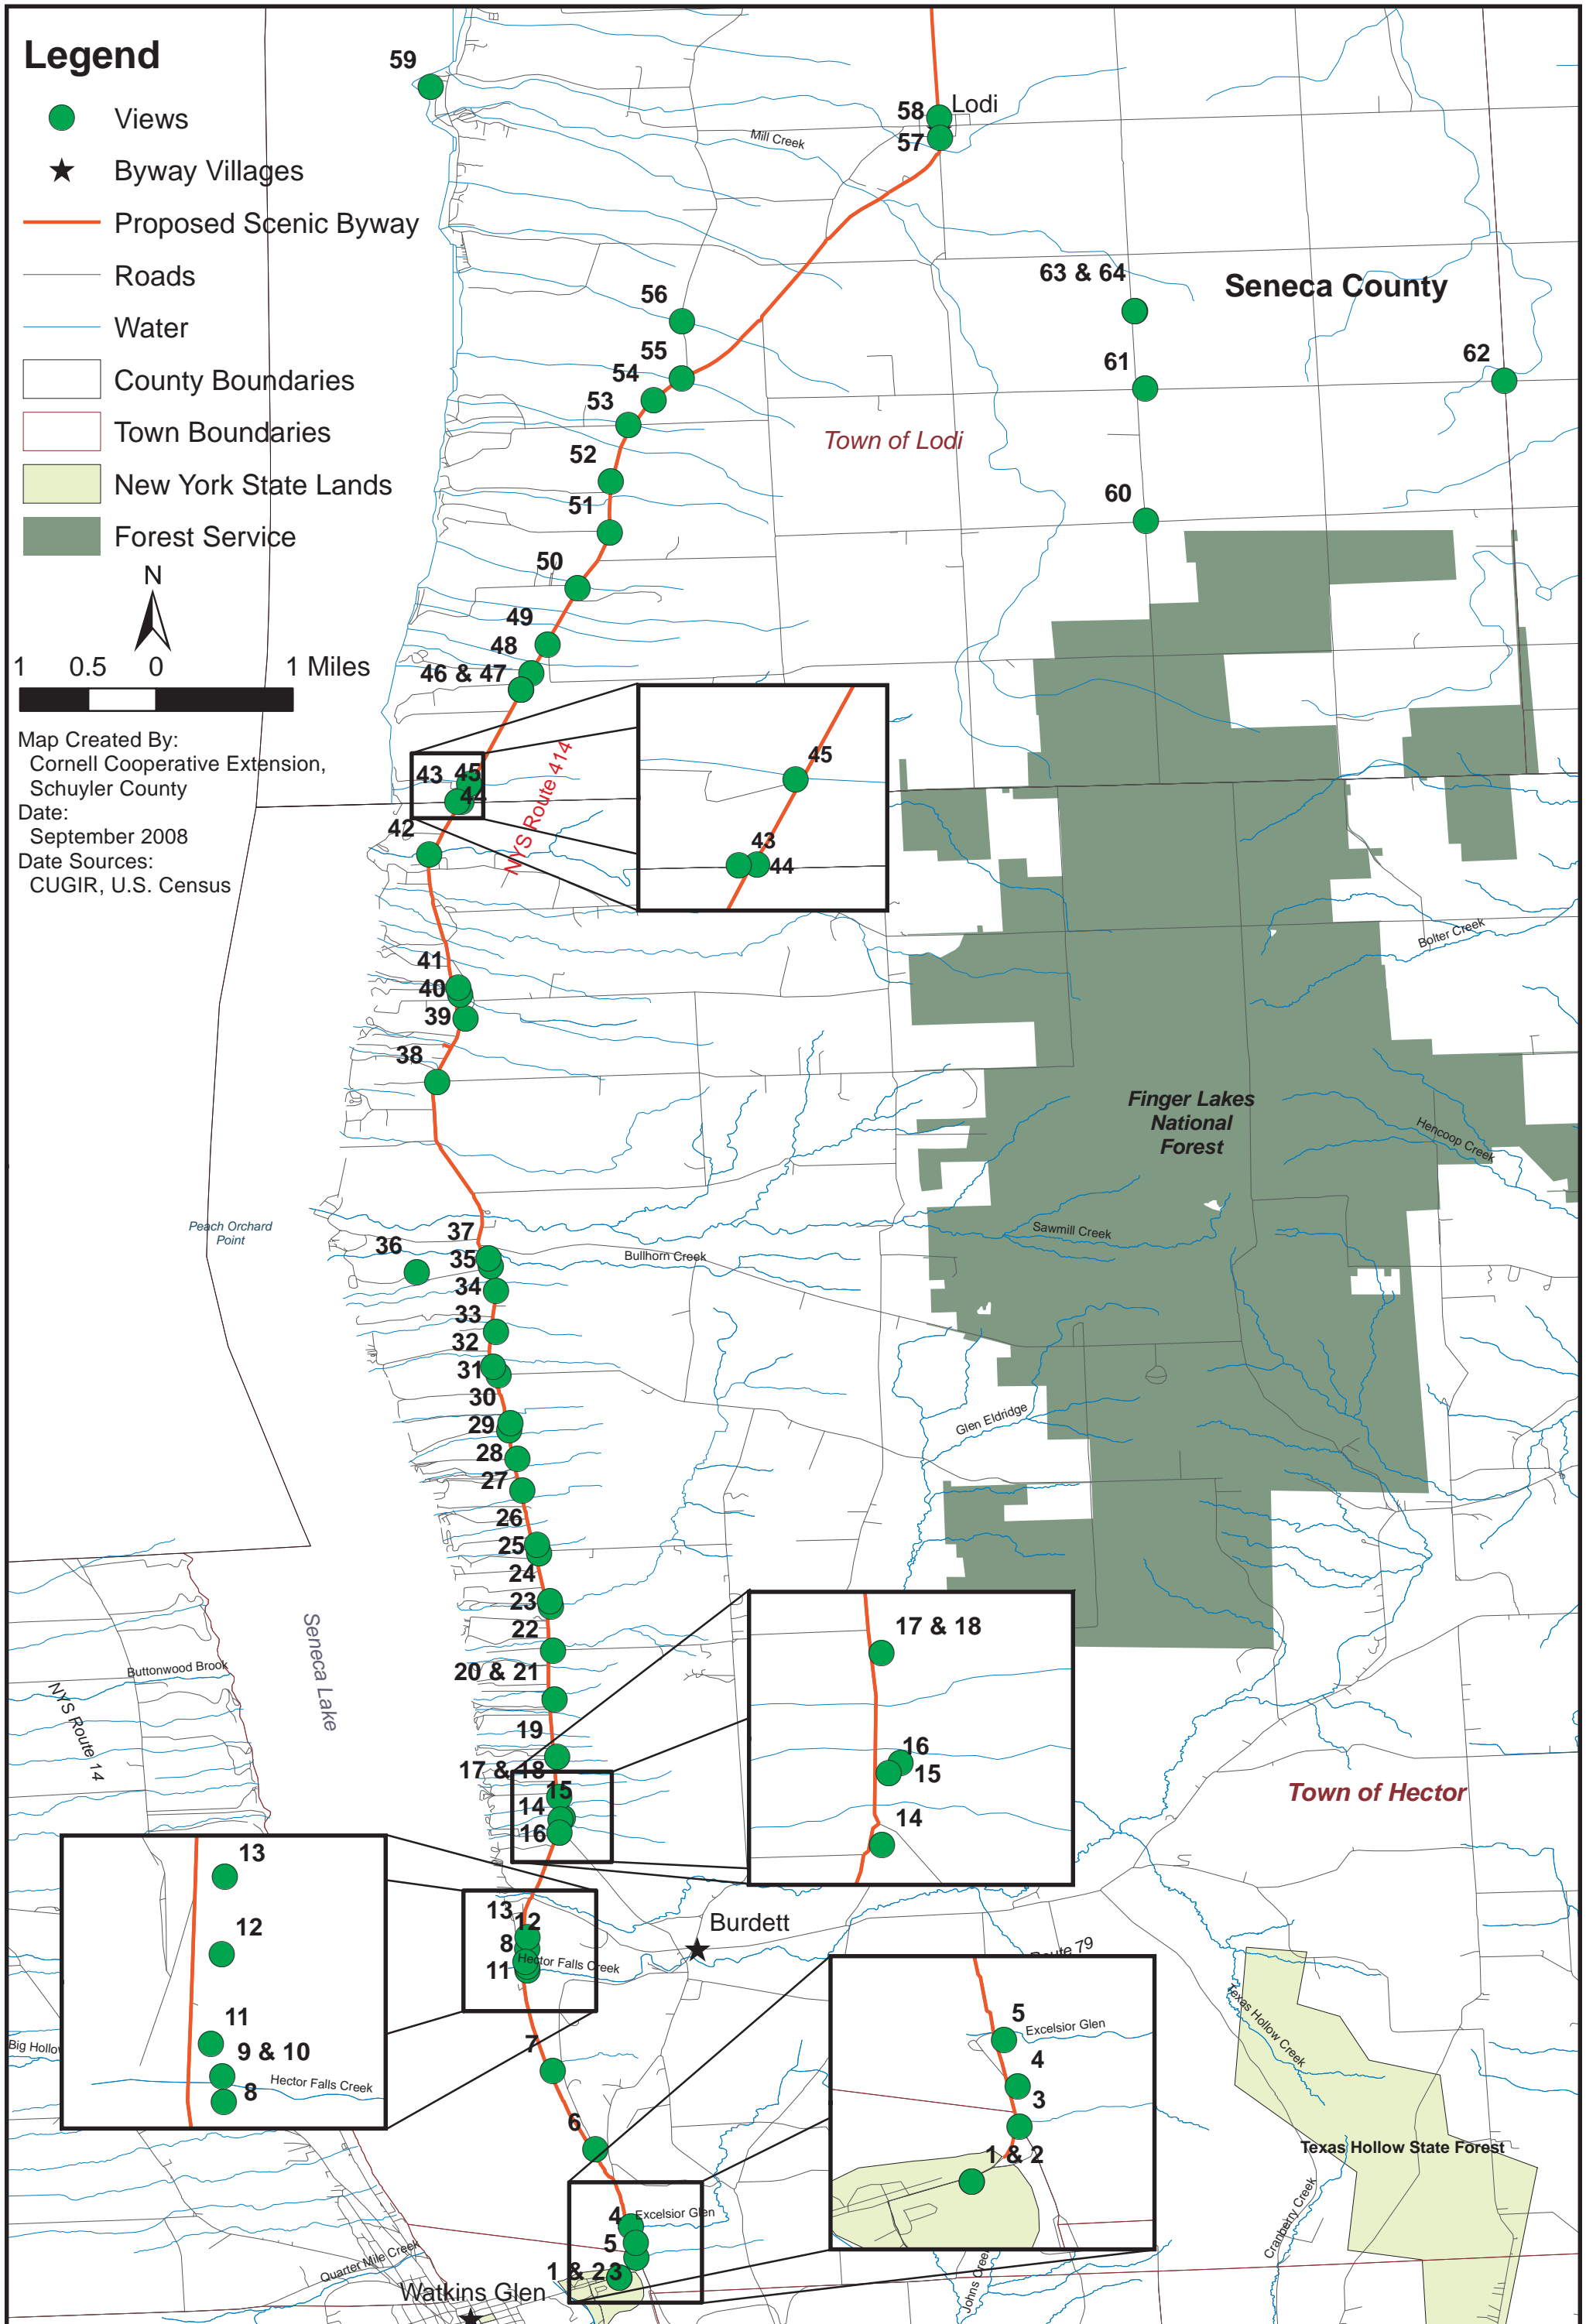 Legend
Views
Byway Villages
Proposed Scenic Byway
Roads
Water
County Boundaries
Town Boundaries
New York State Lands
Forest Service
N
1 0.5 0 1 Miles
Map Created By:
Cornell Cooperative Extension,
Schuyler County
Date:
September 2008
Date Sources:
CUGIR, U.S. Census
59
58
Lodi
57
Mill Creek
63 & 64
Seneca County
56
55
61
62
54
53
Town of Lodi
52
51
60
50
49
48
46 & 47
NYS Route 414
43
45
44
45
43
44
42
Bolter Creek
41
40
39
38
Finger Lakes
National
Forest
Hencoop Creek
Peach Orchard
Point
37
36
35
Bullhorn Creek
Sawmill Creek
34
33
32
31
30
29
Glen Eldridge
28
27
26
25
24
23
22
20 & 21
Seneca Lake
Buttonwood Brook
NYS Route 14
19
17 & 18
15
14
16
17 & 18
16
15
14
Town of Hector
13
12
11
9 & 10
Hector Falls Creek
8
Big Hollow
13
12
8
Hector Falls Creek
11
Burdett
Route 79
7
6
5
Excelsior Glen
4
3
1 & 2
Texas Hollow Creek
Texas Hollow State Forest
Cranberry Creek
Johns Creek
4
Excelsior Glen
5
1 & 2
3
Quarter Mile Creek
Watkins Glen